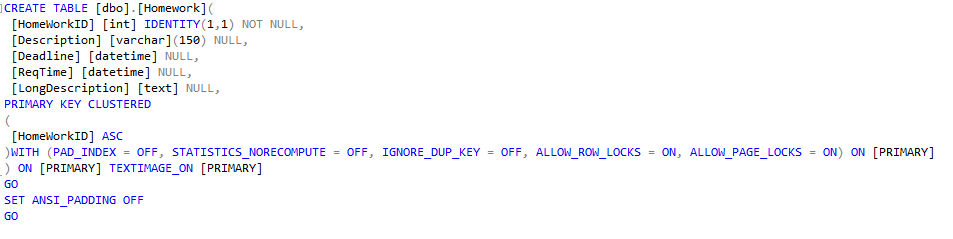 CREATE TABLE [dbo].[Homework](
[HomeWorkID] [int] IDENTITY(1,1) NOT NULL,
[Description] [varchar](150) NULL,
[Deadline] [datetime] NULL,
[ReqTime] [datetime] NULL,
[LongDescription] [text] NULL,
PRIMARY KEY CLUSTERED
(
[HomeWorkID] ASC
)WITH (PAD_INDEX = OFF, STATISTICS_NORECOMPUTE = OFF, IGNORE_DUP_KEY = OFF, ALLOW_ROW_LOCKS = ON, ALLOW_PAGE_LOCKS = ON) ON [PRIMARY]
) ON [PRIMARY] TEXTIMAGE_ON [PRIMARY]
GO
SET ANSI_PADDING OFF
GO